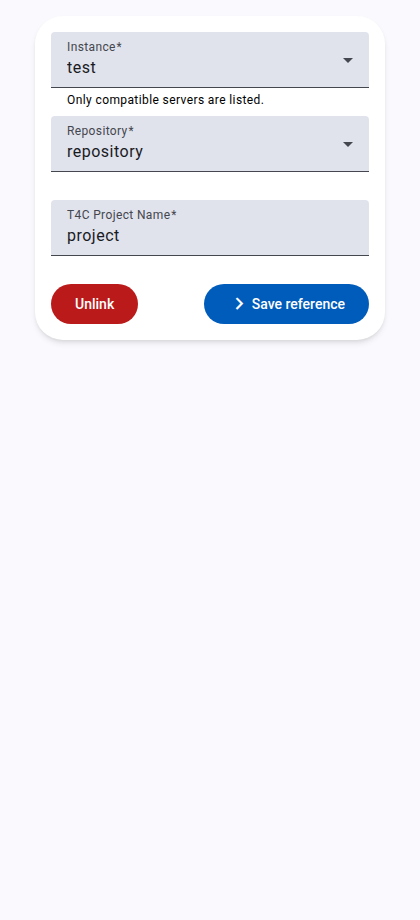 Instance*
test
Only compatible servers are listed.
Repository*
repository
T4C Project Name*
project
Unlink
Save reference